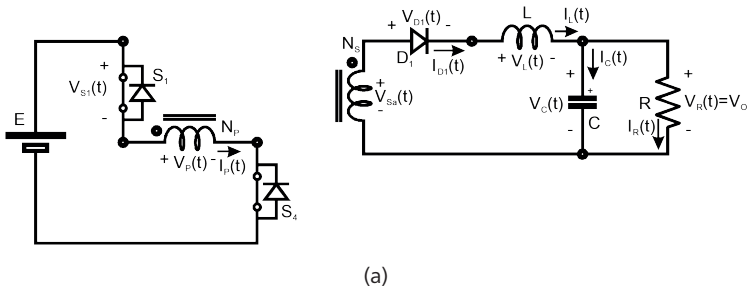 E
+
V_S1(t)
-
S_1
N_P
+ V_P(t) - I_P(t)
S_4
N_S
+
V_Sa(t)
-
+ V_D1(t) -
D_1
I_D1(t)
L
I_L(t)
+ V_L(t) -
I_C(t)
+
+
V_C(t)
-
C
R
I_R(t)
+
V_R(t)=V_O
-
(a)